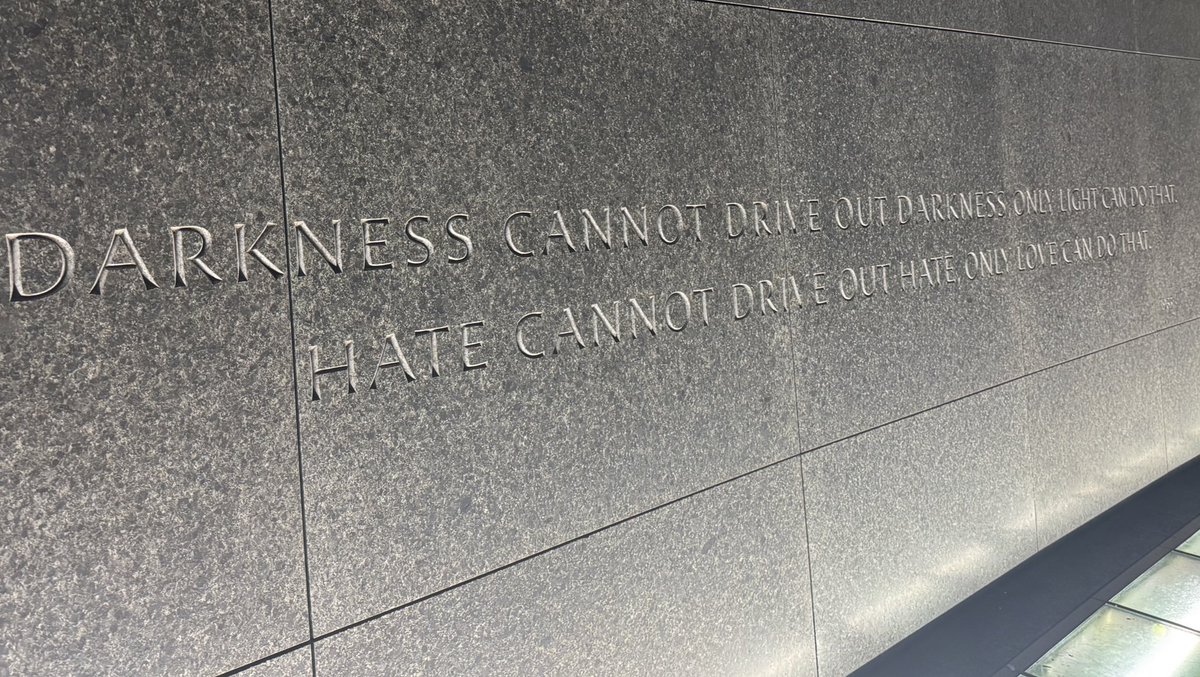 DARKNESS CANNOT DRIVE OUT DARKNESS, ONLY LIGHT CAN DO THAT.
HATE CANNOT DRIVE OUT HATE, ONLY LOVE CAN DO THAT.